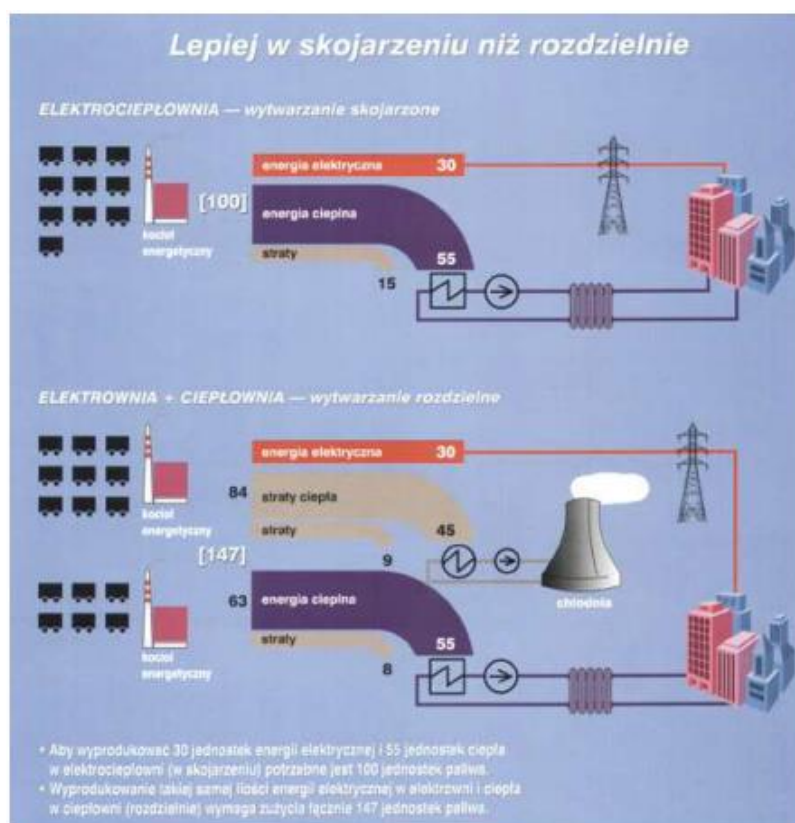 Lepiej w skojarzeniu niż rozdzielnie
ELEKTROCIEPŁOWNIA — wytwarzanie skojarzone
energia elektryczna 30
[100]
energia cieplna
kocioł
energetyczny
straty
55
15
ELEKTROWNIA + CIEPŁOWNIA — wytwarzanie rozdzielne
energia elektryczna 30
84
straty ciepła
kocioł
energetyczny
straty
45
[147]
9
63
energia cieplna
chłodnia
straty
55
kocioł
energetyczny
8
• Aby wyprodukować 30 jednostek energii elektrycznej i 55 jednostek ciepła
w elektrociepłowni (w skojarzeniu) potrzebne jest 100 jednostek paliwa.
• Wyprodukowanie takiej samej ilości energii elektrycznej w elektrowni i ciepła
w ciepłowni (rozdzielnie) wymaga zużycia łącznie 147 jednostek paliwa.